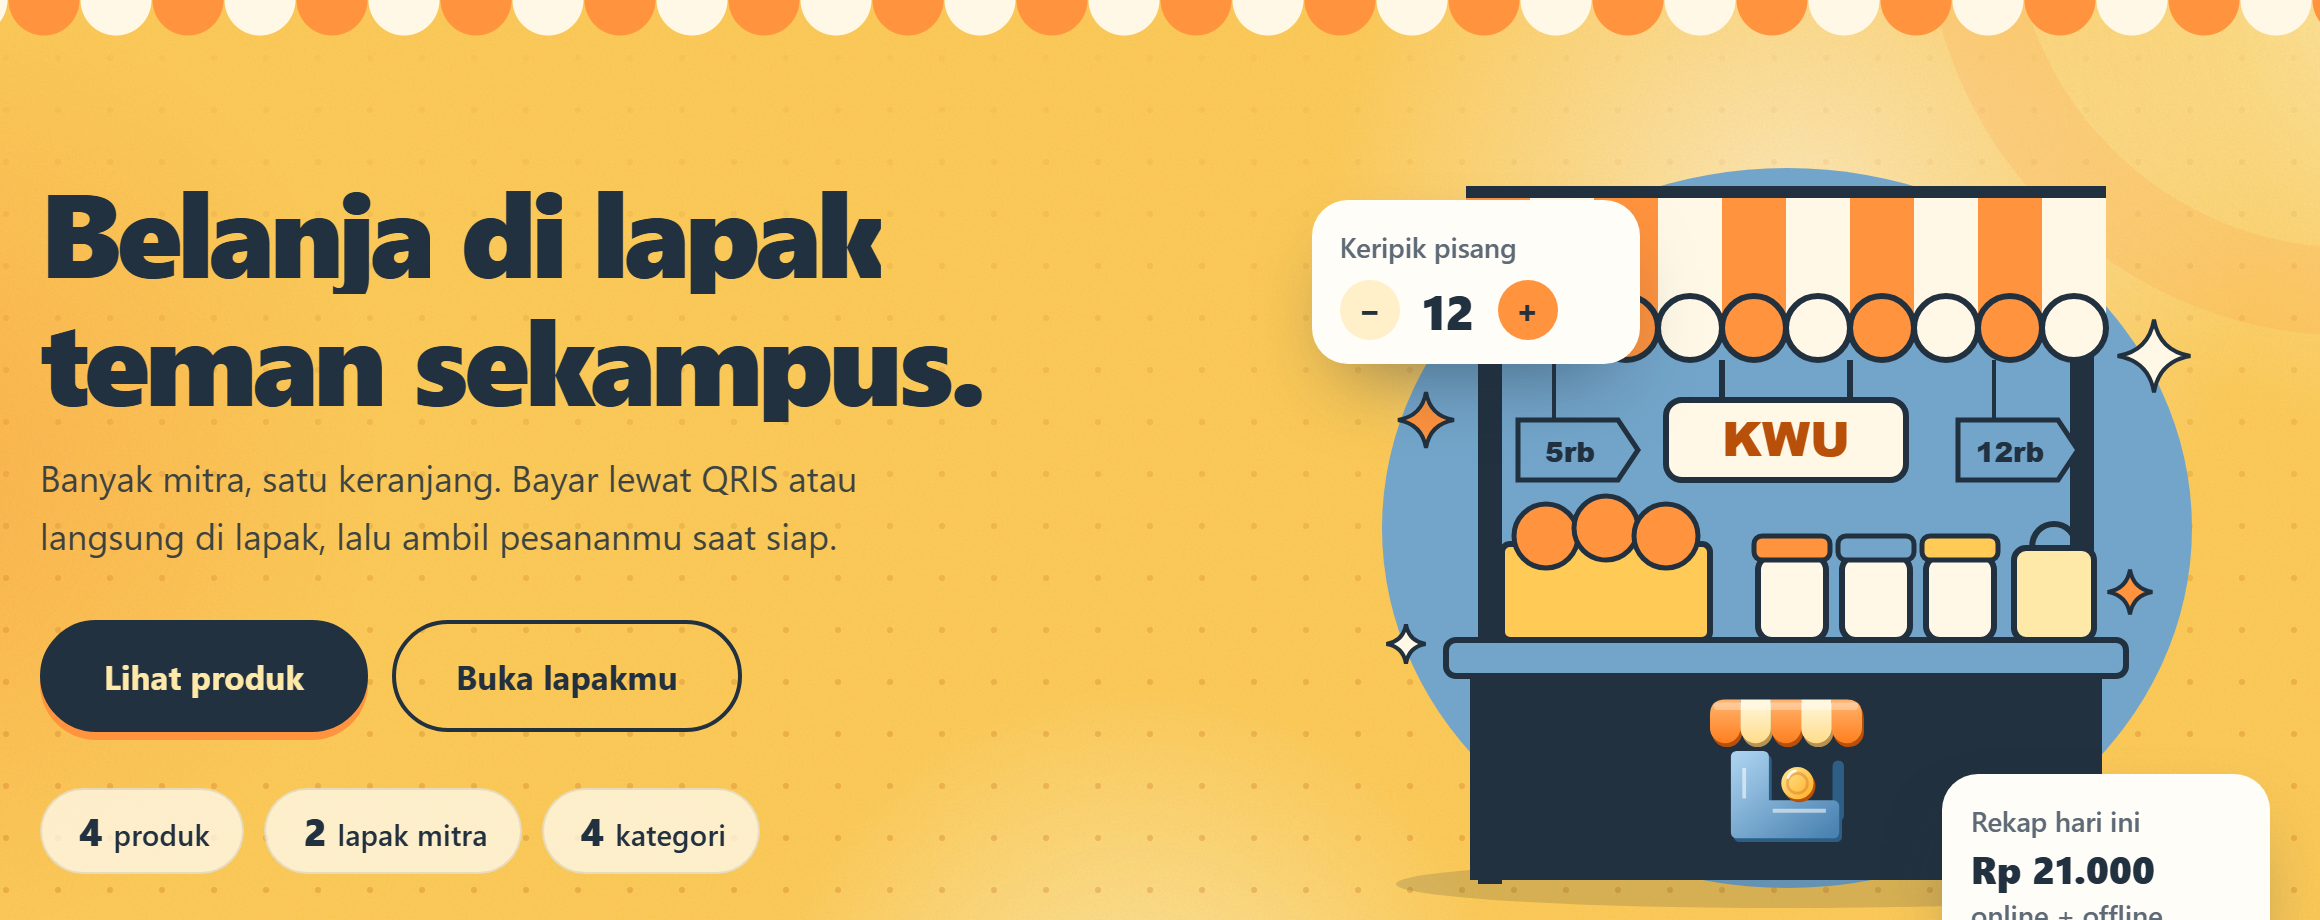 Belanja di lapak
teman sekampus.
Banyak mitra, satu keranjang. Bayar lewat QRIS atau
langsung di lapak, lalu ambil pesananmu saat siap.
Lihat produk
Buka lapakmu
4 produk
2 lapak mitra
4 kategori
Keripik pisang
− 12 +
5rb
KWU
12rb
Rekap hari ini
Rp 21.000
online + offline